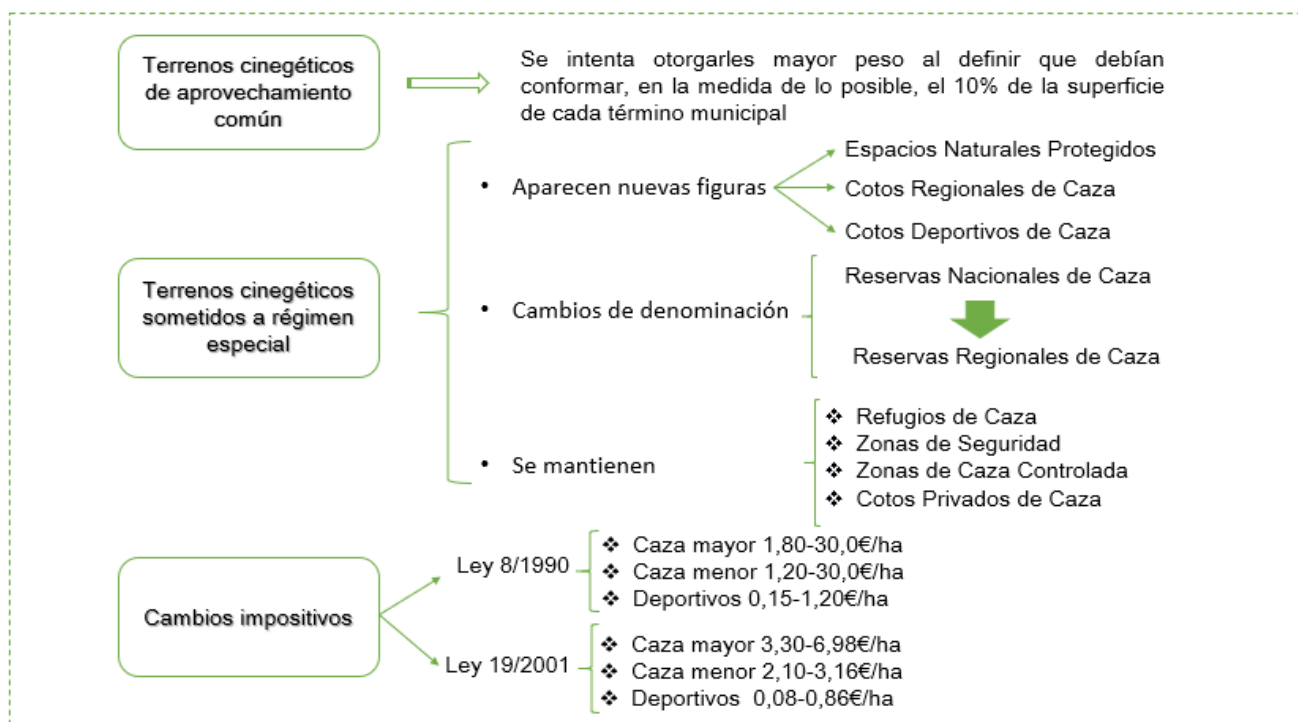 Terrenos cinegéticos
de aprovechamiento
común
Se intenta otorgarles mayor peso al definir que debían
conformar, en la medida de lo posible, el 10% de la superficie
de cada término municipal
Terrenos cinegéticos
sometidos a régimen
especial
• Aparecen nuevas figuras
Espacios Naturales Protegidos
Cotos Regionales de Caza
Cotos Deportivos de Caza
• Cambios de denominación
Reservas Nacionales de Caza
Reservas Regionales de Caza
• Se mantienen
❖ Refugios de Caza
❖ Zonas de Seguridad
❖ Zonas de Caza Controlada
❖ Cotos Privados de Caza
Cambios impositivos
Ley 8/1990
❖ Caza mayor 1,80-30,0€/ha
❖ Caza menor 1,20-30,0€/ha
❖ Deportivos 0,15-1,20€/ha
Ley 19/2001
❖ Caza mayor 3,30-6,98€/ha
❖ Caza menor 2,10-3,16€/ha
❖ Deportivos 0,08-0,86€/ha